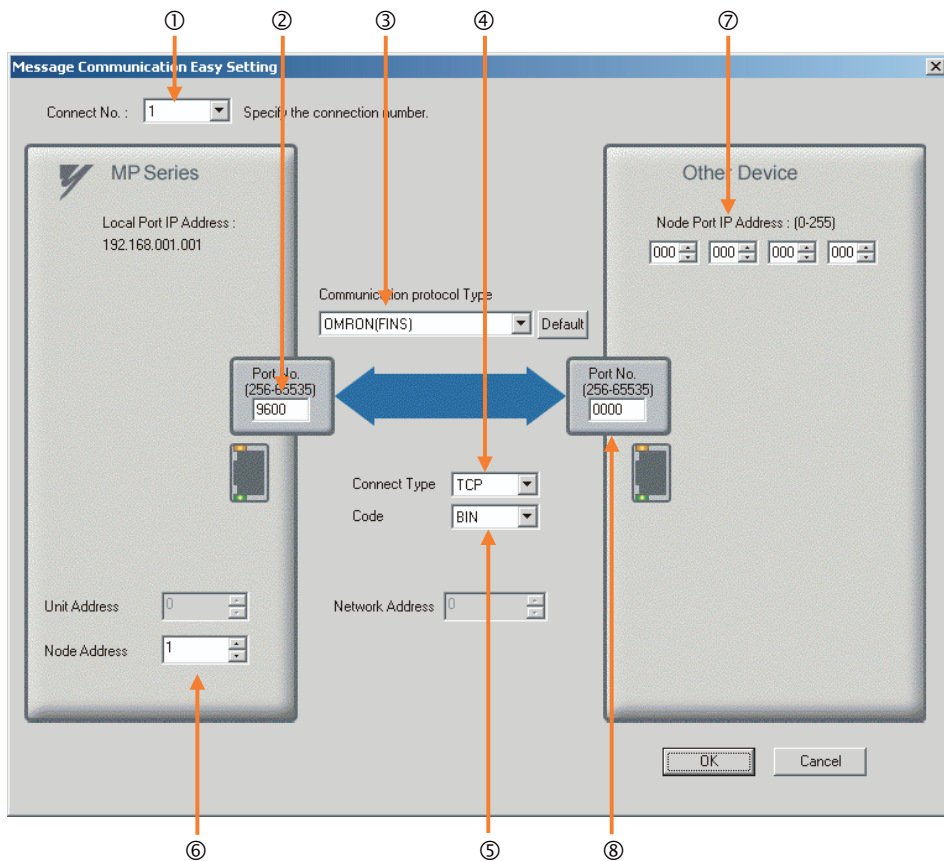 ① ② ③ ④ ⑦
Message Communication Easy Setting
Connect No. : 1 Specify the connection number.
MP Series
Local Port IP Address :
192.168.001.001
Other Device
Node Port IP Address : (0-255)
000 000 000 000
Communication protocol Type
OMRON(FINS) Default
Port No.
(256-65535)
9600
Port No.
(256-65535)
0000
Connect Type TCP
Code BIN
Unit Address 0
Network Address 0
Node Address 1
OK Cancel
⑥ ⑤ ⑧